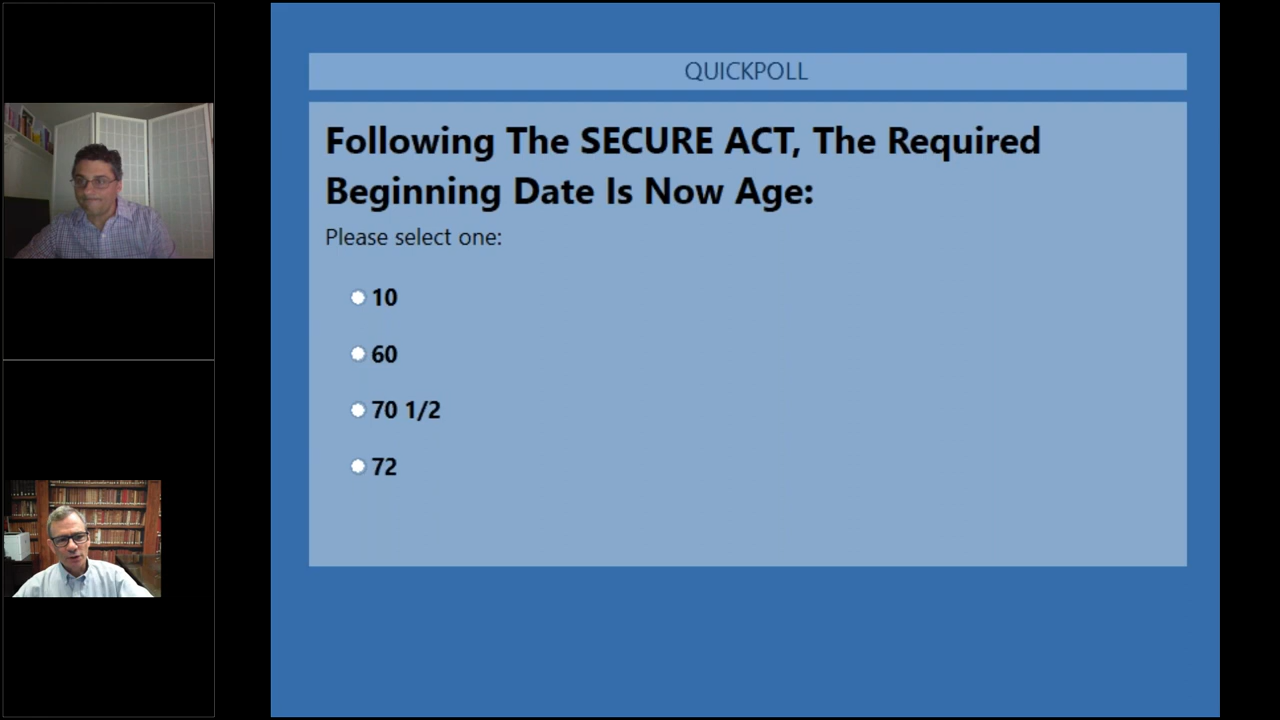 QUICKPOLL
Following The SECURE ACT, The Required
Beginning Date Is Now Age:
Please select one:
10
60
70 1/2
72